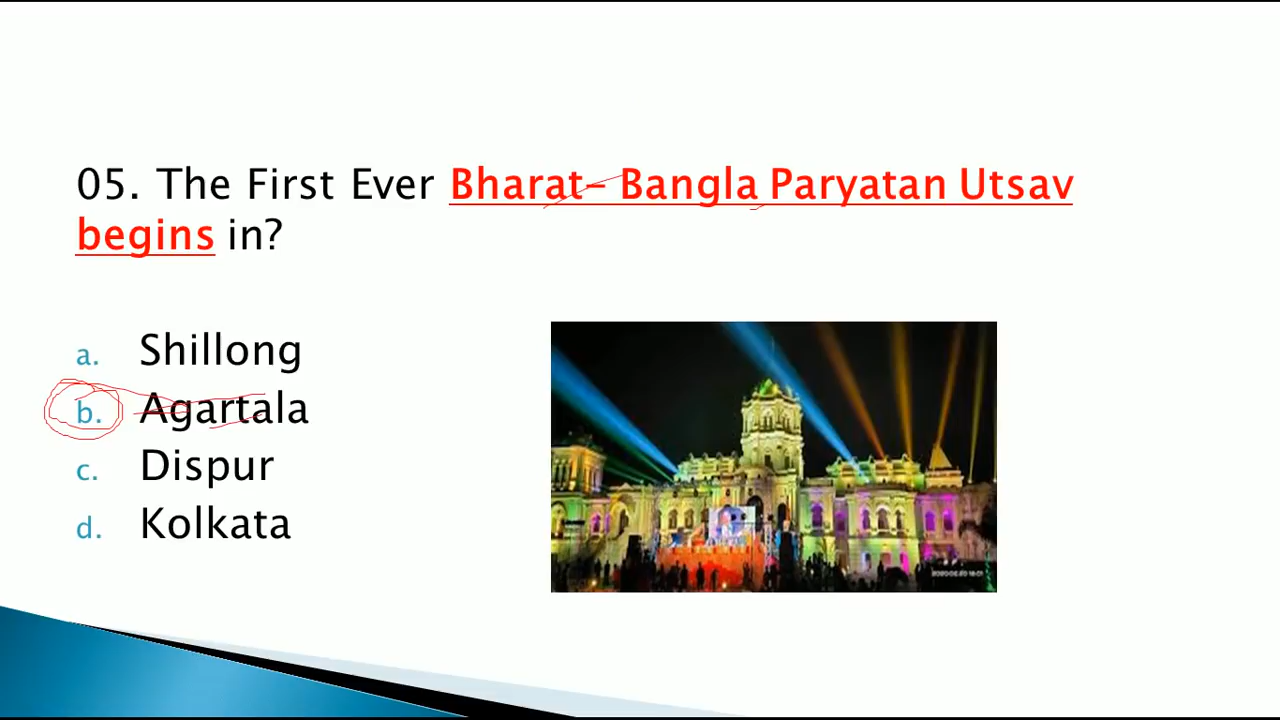 05. The First Ever Bharat– Bangla Paryatan Utsav
begins in?
a. Shillong
b. Agartala
c. Dispur
d. Kolkata